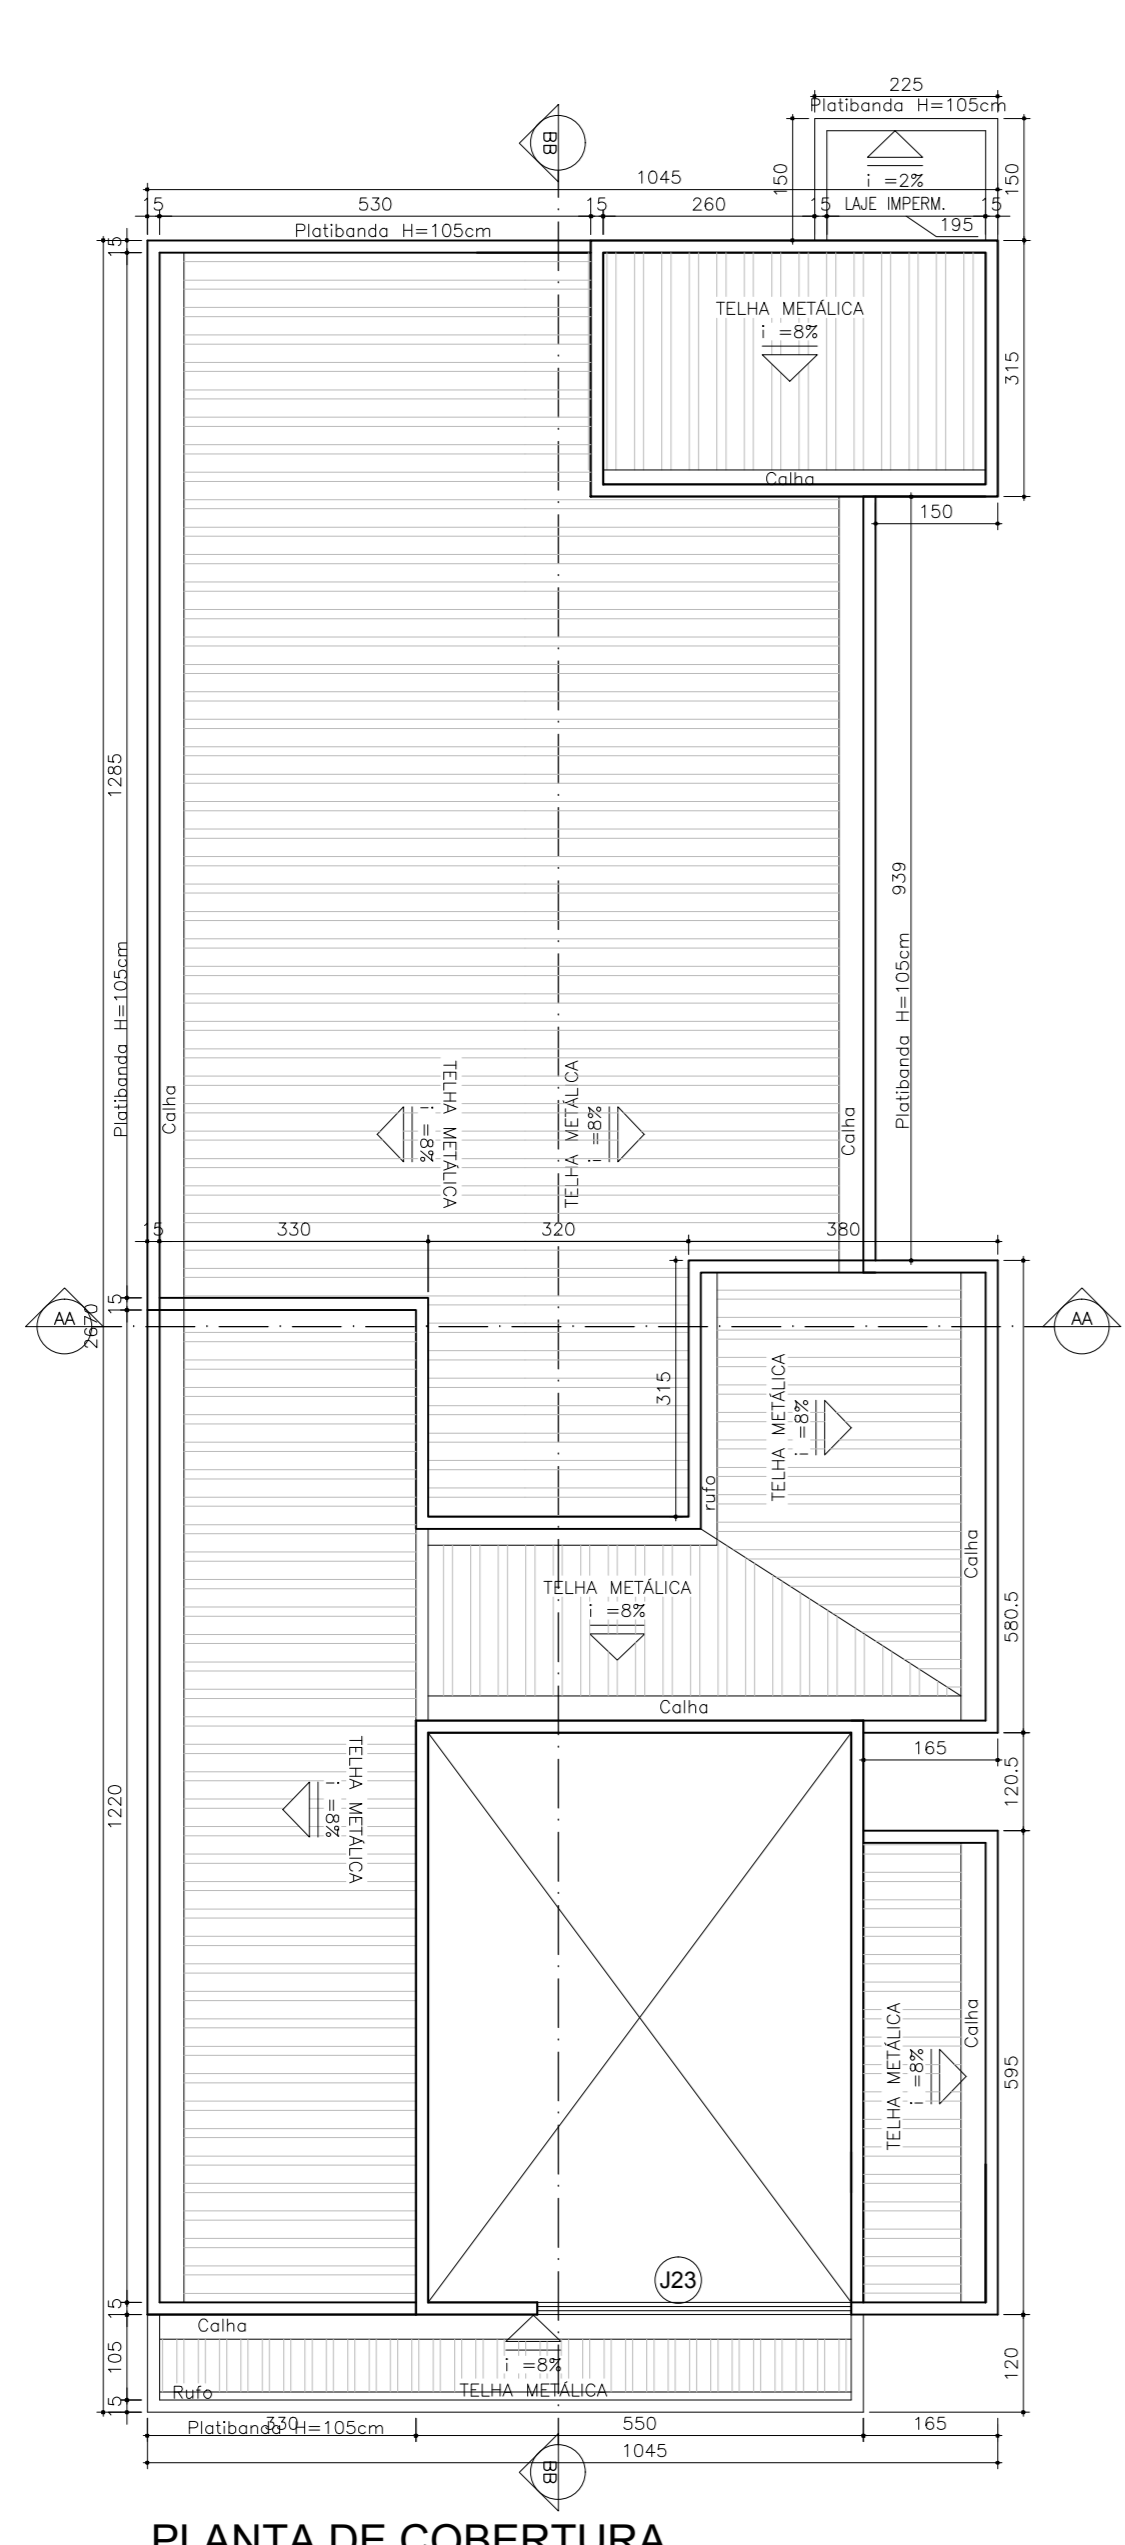 225
Platibanda H=105cm
BB
150
i =2%
150
1045
15
530
15
260
15
LAJE IMPERM.
15
195
Platibanda H=105cm
15
TELHA METÁLICA
i =8%
315
Calha
150
1285
939
Platibanda H=105cm
Platibanda H=105cm
Calha
TELHA METÁLICA
i =8%
TELHA METÁLICA
i =8%
Calha
15
330
320
380
AA
2670
15
AA
315
TELHA METÁLICA
i =8%
rufo
Calha
TELHA METÁLICA
i =8%
580.5
Calha
165
120.5
TELHA METÁLICA
i =8%
1220
TELHA METÁLICA
i =8%
Calha
595
J23
15
Calha
105
i =8%
120
Rufo
TELHA METÁLICA
15
Platibanda H=105cm
330
550
165
1045
BB
PLANTA DE COBERTURA